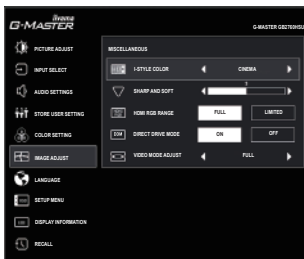 iiyama
G-MASTER
G-MASTER GB2760HSU
PICTURE ADJUST
INPUT SELECT
AUDIO SETTINGS
STORE USER SETTING
COLOR SETTING
IMAGE ADJUST
LANGUAGE
SETUP MENU
DISPLAY INFORMATION
RECALL
MISCELLANEOUS
I-STYLE COLOR
CINEMA
SHARP AND SOFT
1
HDMI RGB RANGE
FULL
LIMITED
DDM
DIRECT DRIVE MODE
ON
OFF
VIDEO MODE ADJUST
FULL